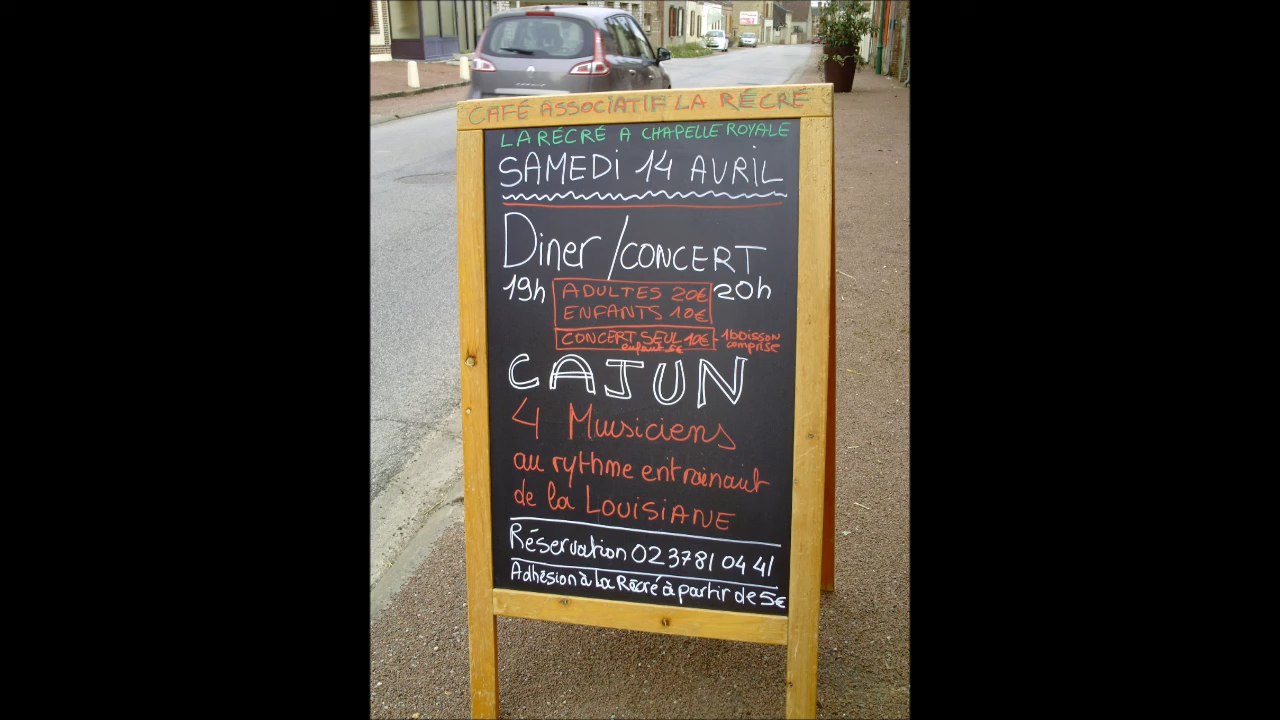 CAFÉ ASSOCIATIF LA RÉCRÉ
LA RÉCRÉ A CHAPELLE ROYALE
SAMEDI 14 AVRIL
Diner / CONCERT
19h ADULTES 20€ 20h
ENFANTS 10€
CONCERT SEUL 10€ - 1 boisson comprise
enfant 5€
CAJUN
4 Musiciens
au rythme entrainant
de la LOUISIANE
Réservation 02 37 81 04 41
Adhésion à La Récré à partir de 5€